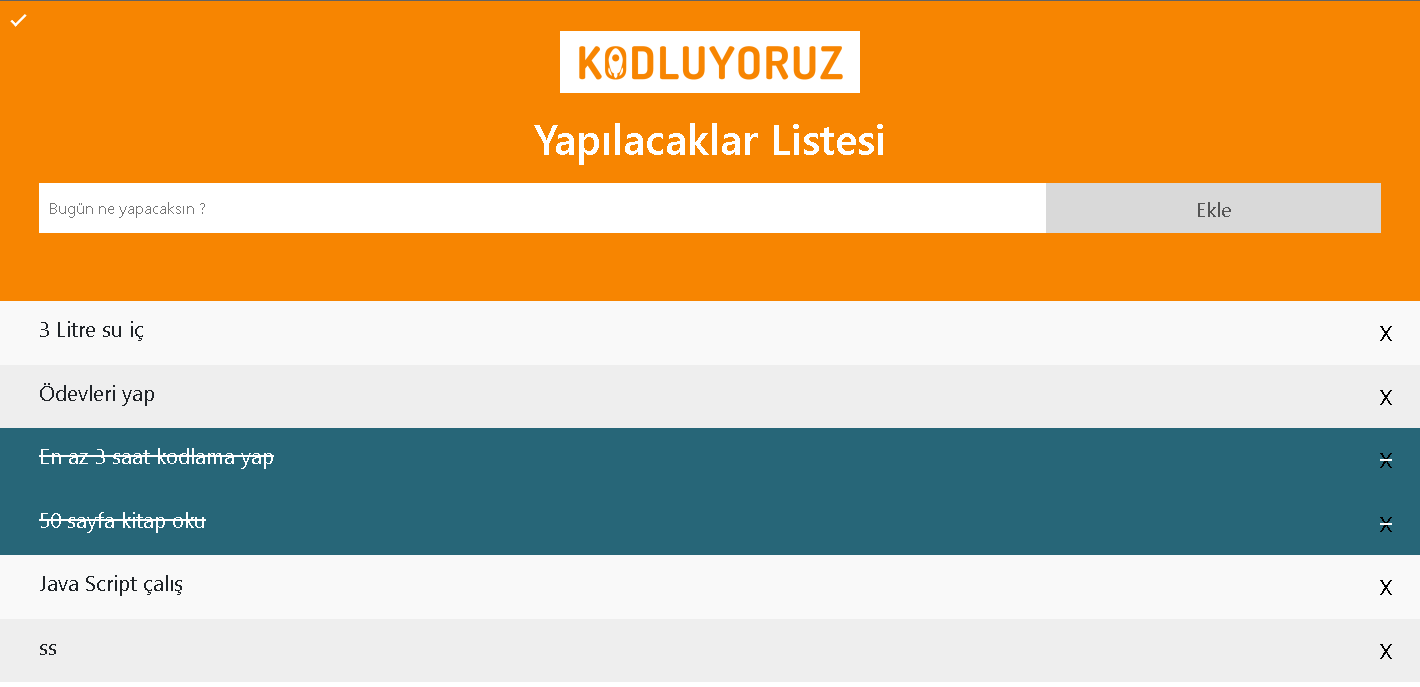 KODLUYORUZ
Yapılacaklar Listesi
Bugün ne yapacaksın ?
Ekle
3 Litre su iç X
Ödevleri yap X
En az 3 saat kodlama yap X
50 sayfa kitap oku X
Java Script çalış X
ss X